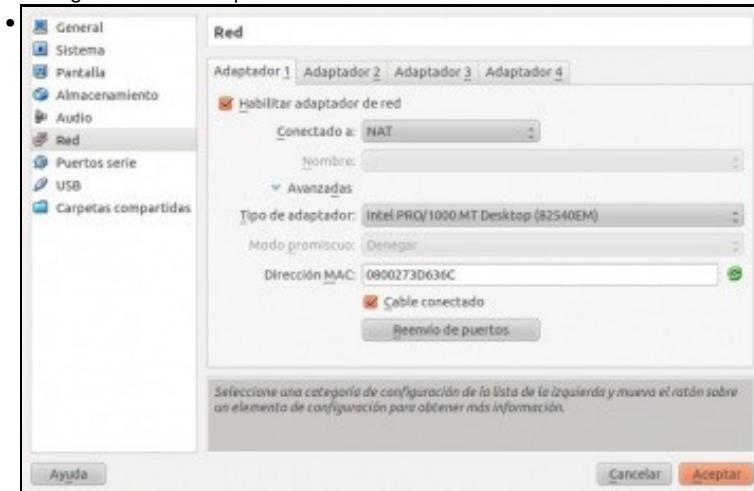 General
Sistema
Pantalla
Almacenamiento
Audio
Red
Puertos serie
USB
Carpetas compartidas
Red
Adaptador 1 Adaptador 2 Adaptador 3 Adaptador 4
Habilitar adaptador de red
Conectado a: NAT
Nombre:
Avanzadas
Tipo de adaptador: Intel PRO/1000 MT Desktop (82540EM)
Modo promiscuo: Denegar
Dirección MAC: 0800273D636C
Cable conectado
Reenvío de puertos
Seleccione una categoría de configuración de la lista de la izquierda y mueva el ratón sobre
un elemento de configuración para obtener más información.
Ayuda Cancelar Aceptar